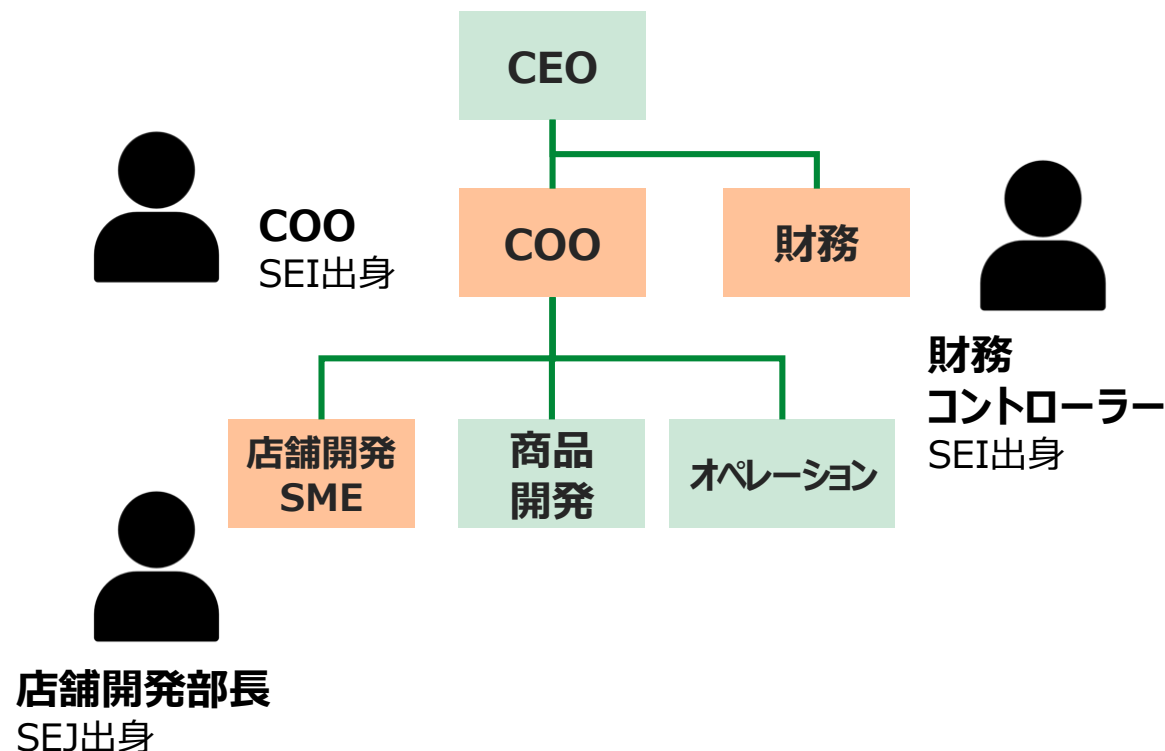 CEO
COO
SEI出身
COO
財務
財務
コントローラー
SEI出身
店舗開発
SME
商品
開発
オペレーション
店舗開発部長
SEJ出身